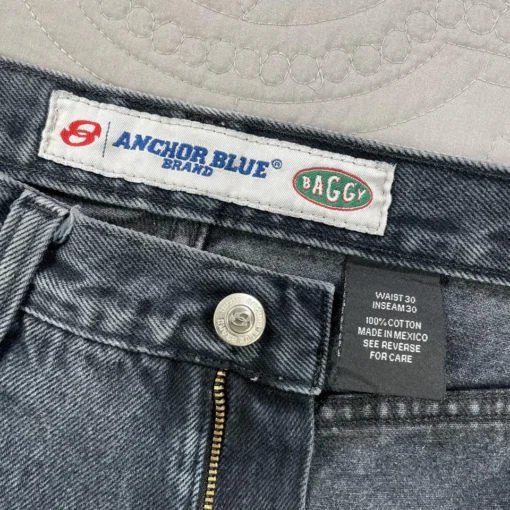 ANCHOR BLUE®
BRAND
BAGGY
WAIST 30
INSEAM 30
100% COTTON
MADE IN MEXICO
SEE REVERSE
FOR CARE